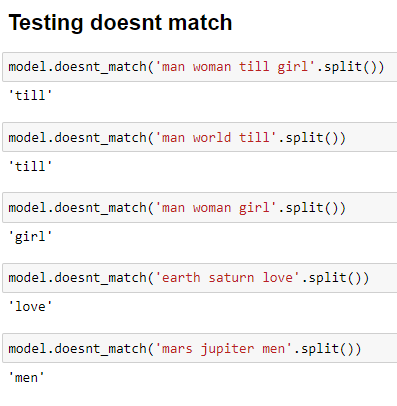 Testing doesnt match
model.doesnt_match('man woman till girl'.split())
'till'
model.doesnt_match('man world till'.split())
'till'
model.doesnt_match('man woman girl'.split())
'girl'
model.doesnt_match('earth saturn love'.split())
'love'
model.doesnt_match('mars jupiter men'.split())
'men'